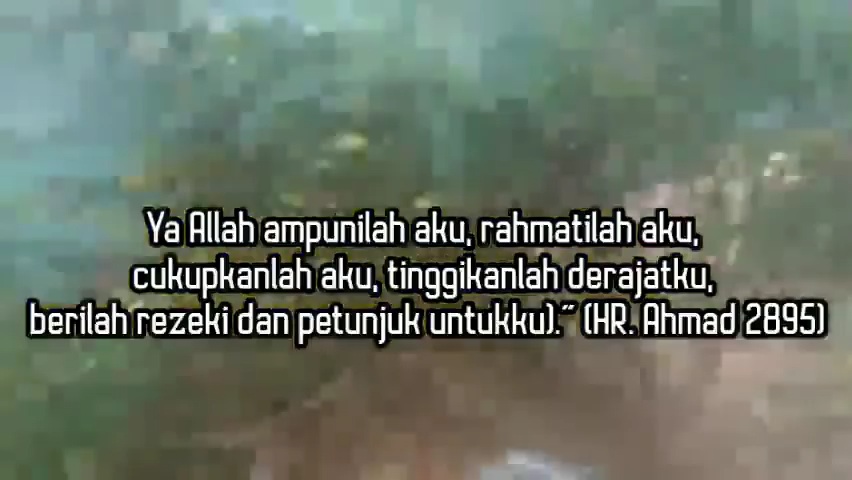 Ya Allah ampunilah aku, rahmatilah aku,
cukupkanlah aku, tinggikanlah derajatku,
berilah rezeki dan petunjuk untukku)." (HR. Ahmad 2895)